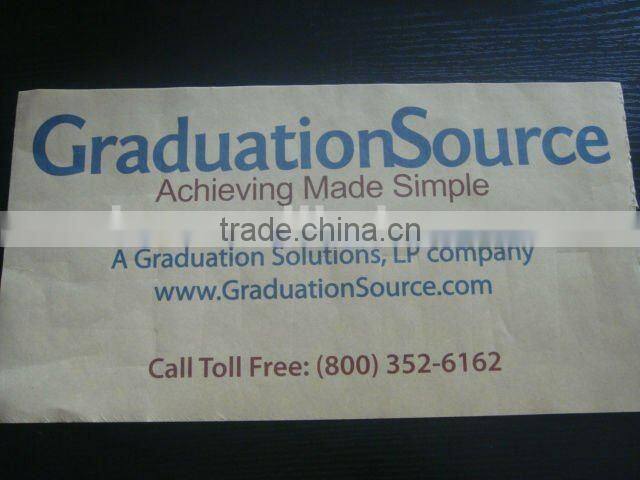 GraduationSource
Achieving Made Simple
trade.china.cn
A Graduation Solutions, LP company
www.GraduationSource.com
Call Toll Free: (800) 352-6162